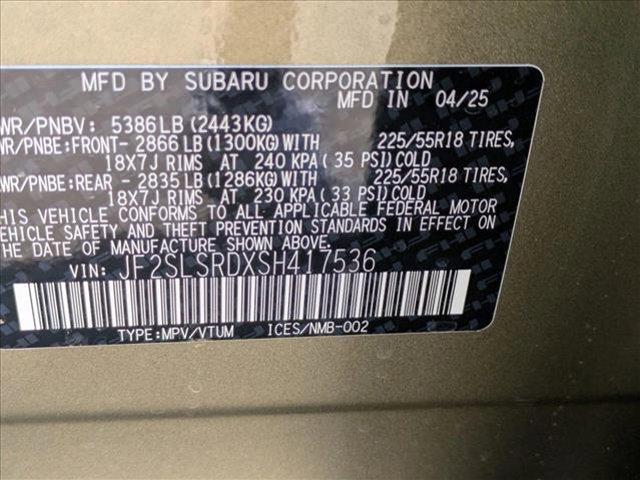 MFD BY SUBARU CORPORATION
MFD IN 04/25
WR/PNBV: 5386LB (2443KG)
WR/PNBE:FRONT- 2866 LB (1300KG) WITH 225/55R18 TIRES,
18X7J RIMS AT 240 KPA (35 PSI) COLD
WR/PNBE:REAR - 2835 LB (1286KG) WITH 225/55R18 TIRES,
18X7J RIMS AT 230 KPA (33 PSI) COLD
THIS VEHICLE CONFORMS TO ALL APPLICABLE FEDERAL MOTOR
VEHICLE SAFETY AND THEFT PREVENTION STANDARDS IN EFFECT ON
THE DATE OF MANUFACTURE SHOWN ABOVE.
VIN: JF2SLSRDXSH417536
TYPE:MPV/VTUM ICES/NMB-002